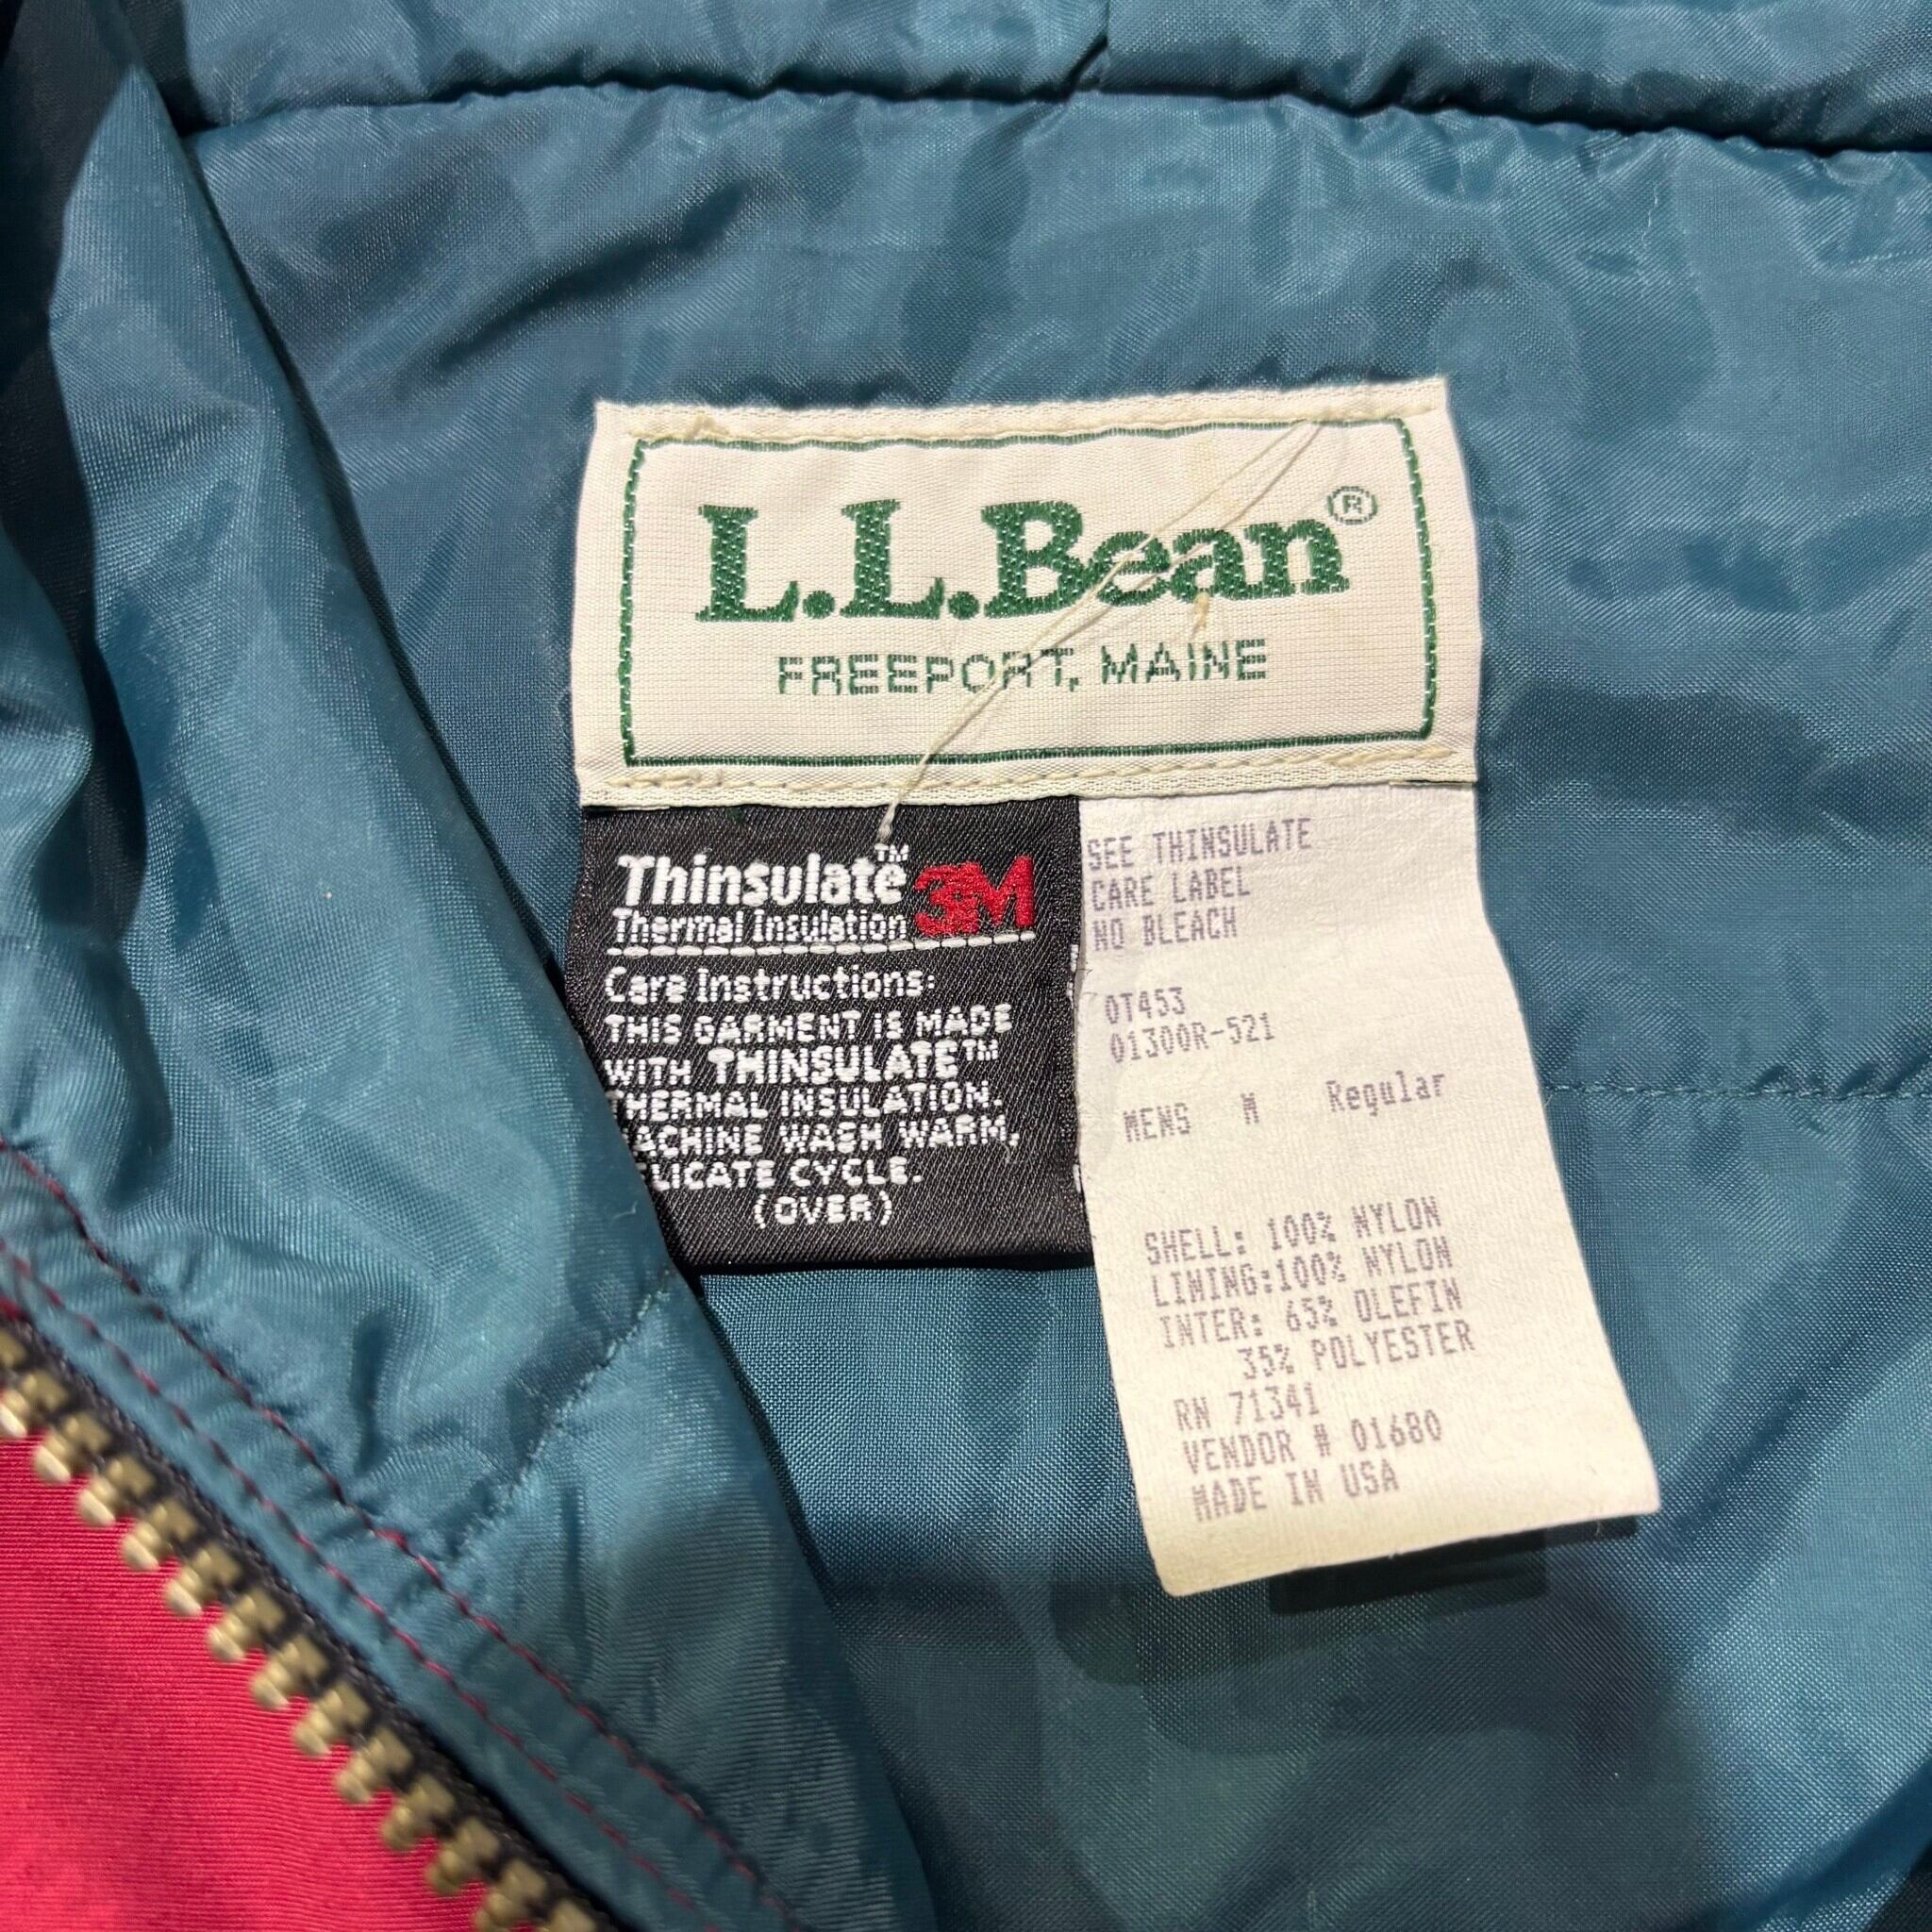 L.L.Bean®
FREEPORT, MAINE
Thinsulate™ 3M
Thermal Insulation
Care Instructions:
THIS GARMENT IS MADE
WITH THINSULATE™
THERMAL INSULATION.
MACHINE WASH WARM,
DELICATE CYCLE.
(OVER)
SEE THINSULATE
CARE LABEL
NO BLEACH
OT453
01300R-521
MENS M Regular
SHELL: 100% NYLON
LINING:100% NYLON
INTER: 65% OLEFIN
35% POLYESTER
RN 71341
VENDOR # 01680
MADE IN USA